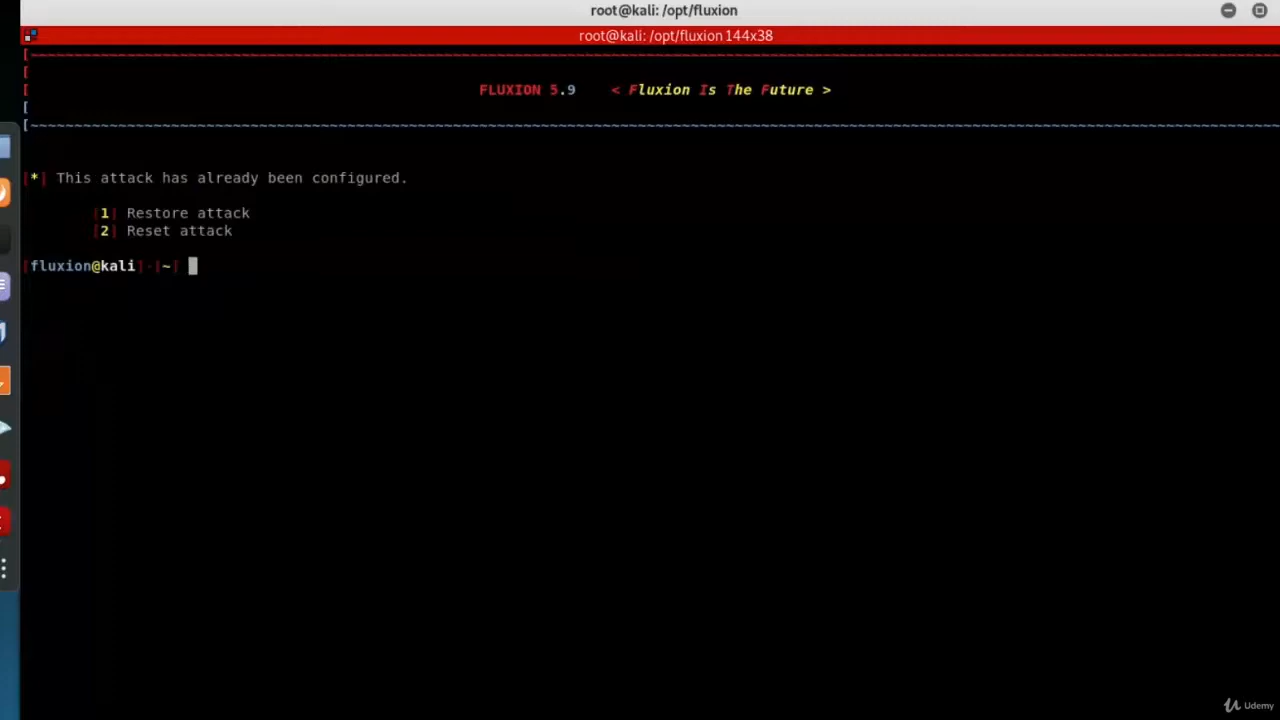 root@kali: /opt/fluxion
root@kali: /opt/fluxion 144x38
FLUXION 5.9 < Fluxion Is The Future >
[*] This attack has already been configured.
[1] Restore attack
[2] Reset attack
[fluxion@kali]-[~]
Udemy